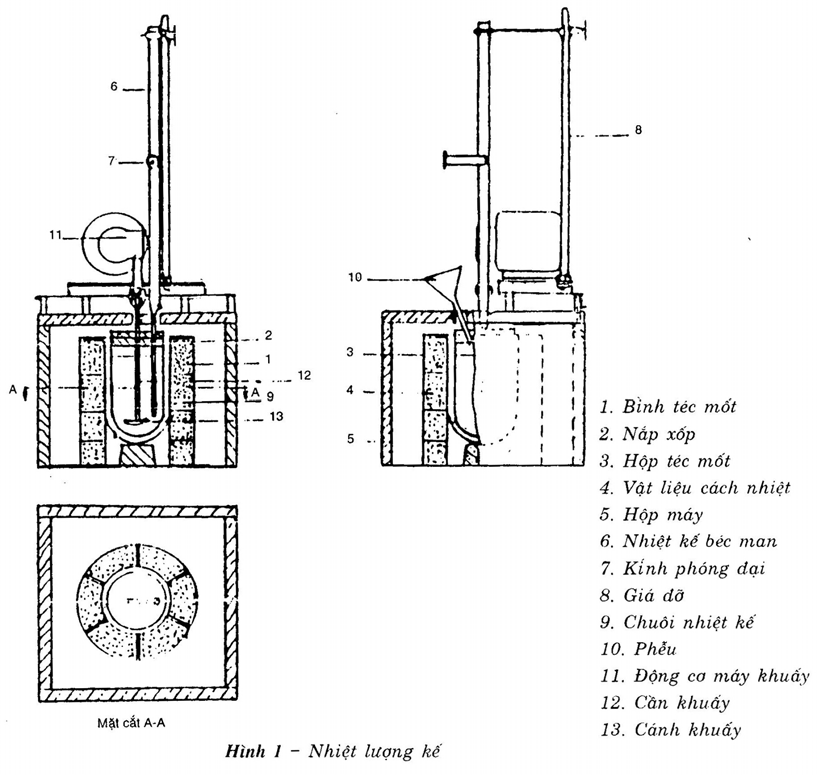 6
7
11
8
10
2
1
12
A
A
9
13
3
4
5
Mặt cắt A-A
1. Bình téc mốt
2. Nắp xốp
3. Hộp téc mốt
4. Vật liệu cách nhiệt
5. Hộp máy
6. Nhiệt kế béc man
7. Kính phóng đại
8. Giá đỡ
9. Chuôi nhiệt kế
10. Phễu
11. Động cơ máy khuấy
12. Cần khuấy
13. Cánh khuấy
Hình 1 – Nhiệt lượng kế